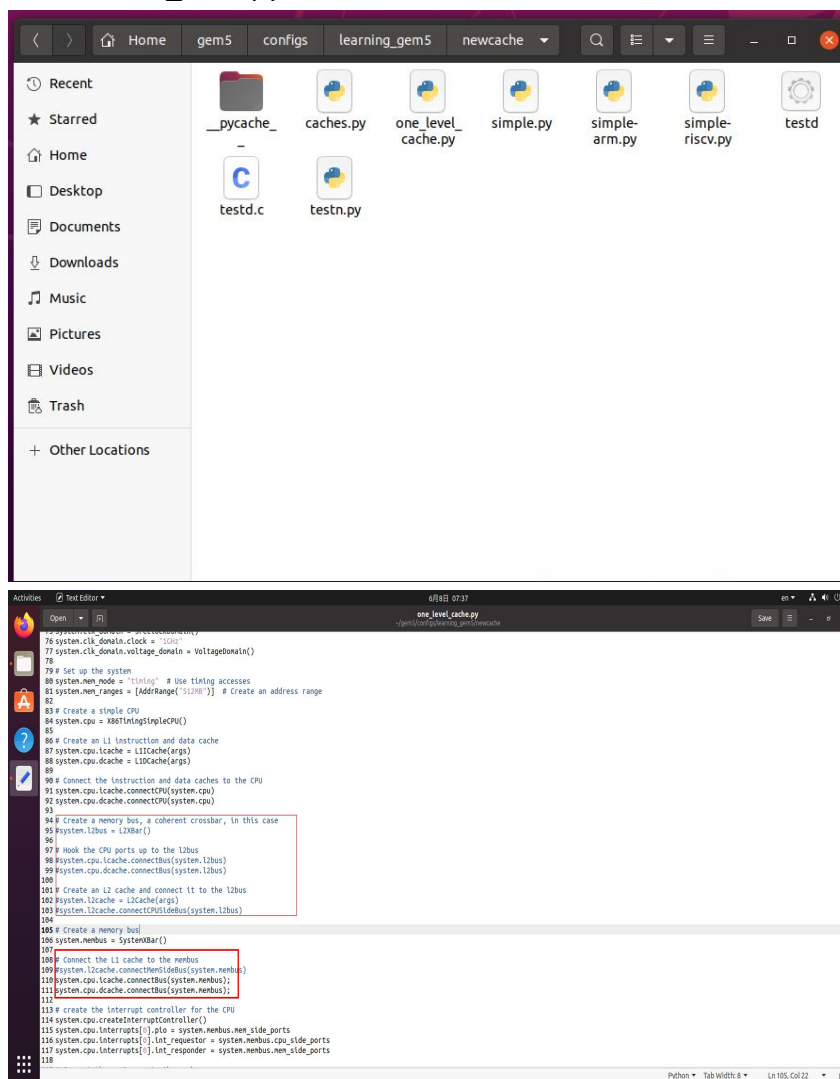 Home gem5 configs learning_gem5 newcache
Recent
Starred
Home
Desktop
Documents
Downloads
Music
Pictures
Videos
Trash
+ Other Locations
__pycache_
_
caches.py
one_level_
cache.py
simple.py
simple-
arm.py
simple-
riscv.py
testd
testd.c
testn.py
Activities Text Editor 6月8日 07:37 en
Open one_level_cache.py Save
~/gem5/configs/learning_gem5/newcache
76 system.clk_domain.clock = "1GHz"
77 system.clk_domain.voltage_domain = VoltageDomain()
78
79 # Set up the system
80 system.mem_mode = "timing"  # Use timing accesses
81 system.mem_ranges = [AddrRange("512MB")]  # Create an address range
82
83 # Create a simple CPU
84 system.cpu = X86TimingSimpleCPU()
85
86 # Create an L1 instruction and data cache
87 system.cpu.icache = L1ICache(args)
88 system.cpu.dcache = L1DCache(args)
89
90 # Connect the instruction and data caches to the CPU
91 system.cpu.icache.connectCPU(system.cpu)
92 system.cpu.dcache.connectCPU(system.cpu)
93
94 # Create a memory bus, a coherent crossbar, in this case
95 #system.l2bus = L2XBar()
96
97 # Hook the CPU ports up to the l2bus
98 #system.cpu.icache.connectBus(system.l2bus)
99 #system.cpu.dcache.connectBus(system.l2bus)
100
101 # Create an L2 cache and connect it to the l2bus
102 #system.l2cache = L2Cache(args)
103 #system.l2cache.connectCPUSideBus(system.l2bus)
104
105 # Create a memory bus
106 system.membus = SystemXBar()
107
108 # Connect the L1 cache to the membus
109 #system.l2cache.connectMemSideBus(system.membus)
110 system.cpu.icache.connectBus(system.membus);
111 system.cpu.dcache.connectBus(system.membus);
112
113 # create the interrupt controller for the CPU
114 system.cpu.createInterruptController()
115 system.cpu.interrupts[0].pio = system.membus.mem_side_ports
116 system.cpu.interrupts[0].int_requestor = system.membus.cpu_side_ports
117 system.cpu.interrupts[0].int_responder = system.membus.mem_side_ports
118
Python Tab Width: 8 Ln 105, Col 22